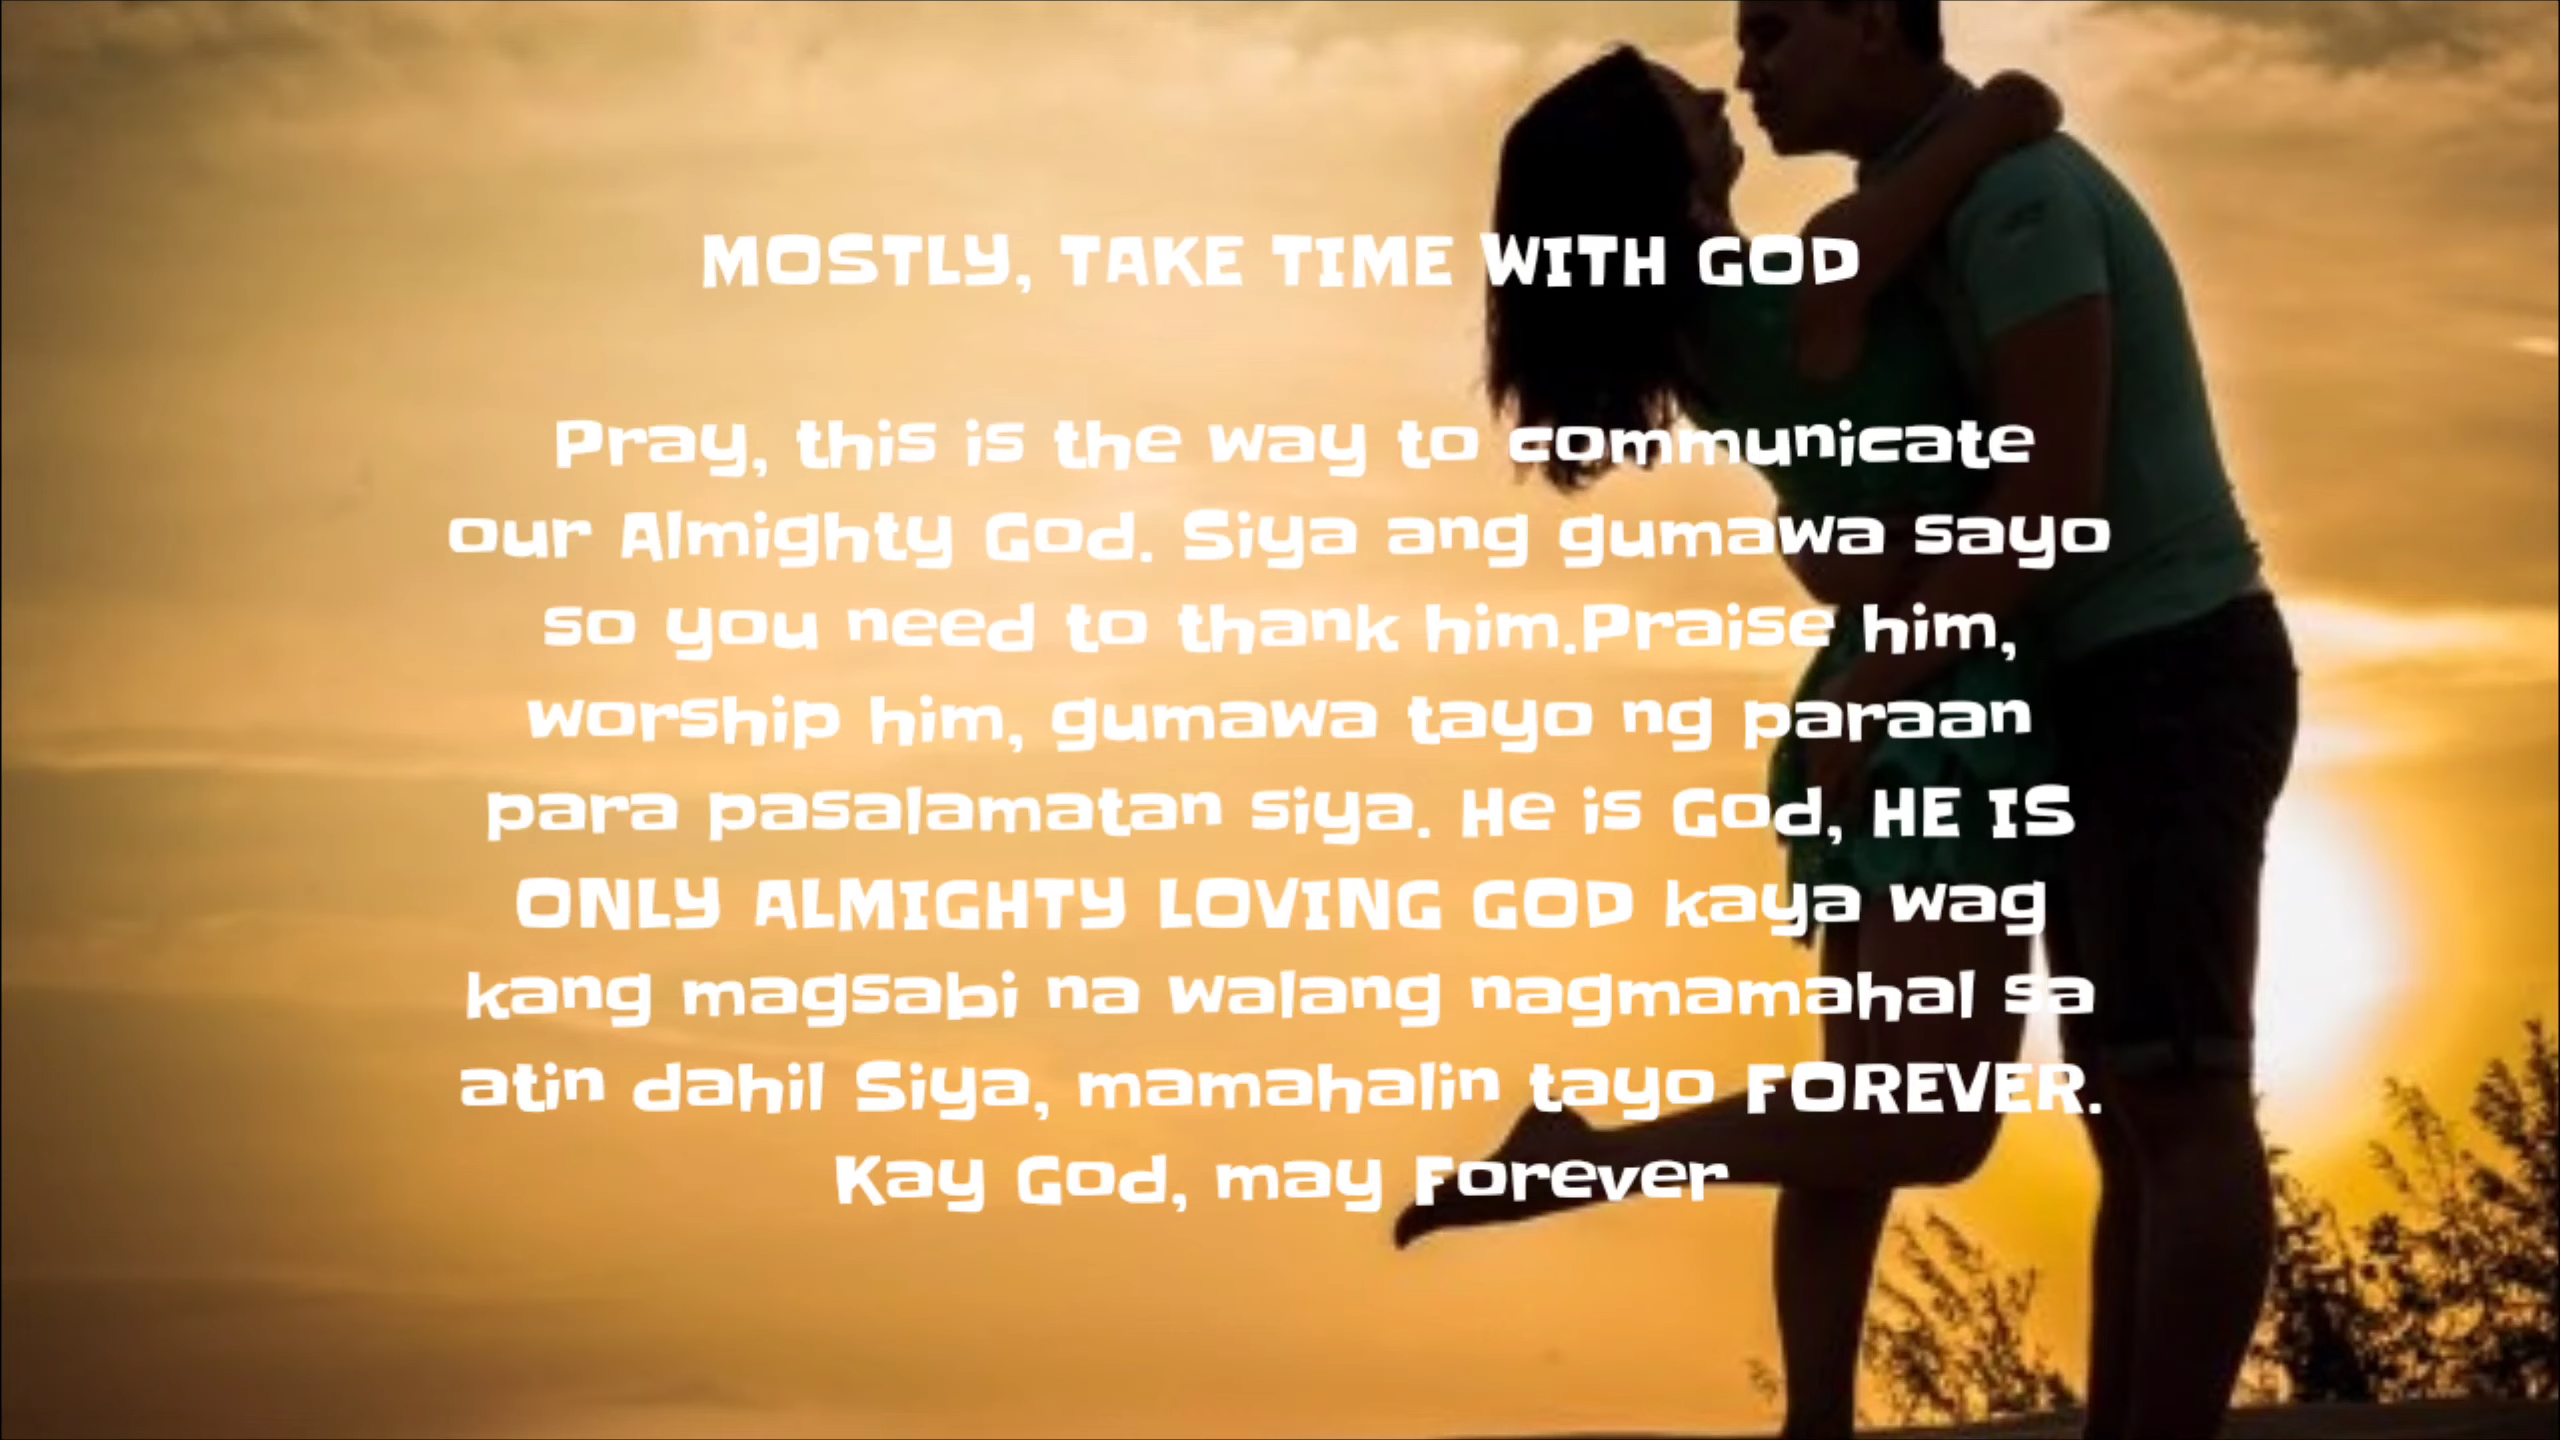 MOSTLY, TAKE TIME WITH GOD
Pray, this is the way to communicate
our Almighty God. Siya ang gumawa sayo
so you need to thank him.Praise him,
worship him, gumawa tayo ng paraan
para pasalamatan siya. He is God, HE IS
ONLY ALMIGHTY LOVING GOD kaya wag
kang magsabi na walang nagmamahal sa
atin dahil Siya, mamahalin tayo FOREVER.
Kay God, may Forever